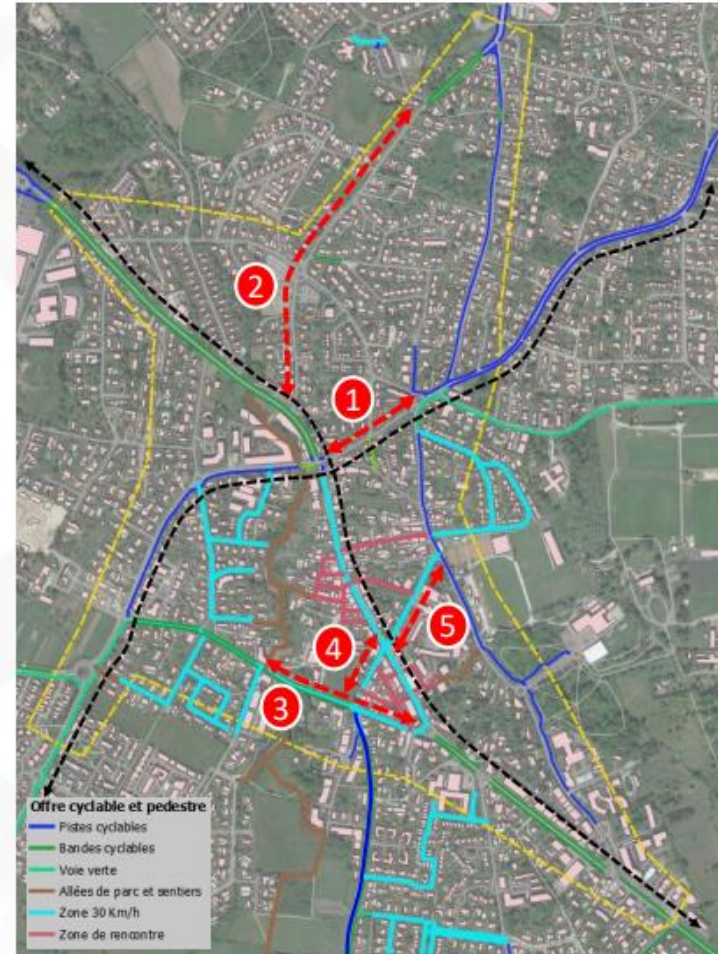 2
1
5
4
3
Offre cyclable et pedestre
Pistes cyclables
Bandes cyclables
Voie verte
Allées de parc et sentiers
Zone 30 Km/h
Zone de rencontre